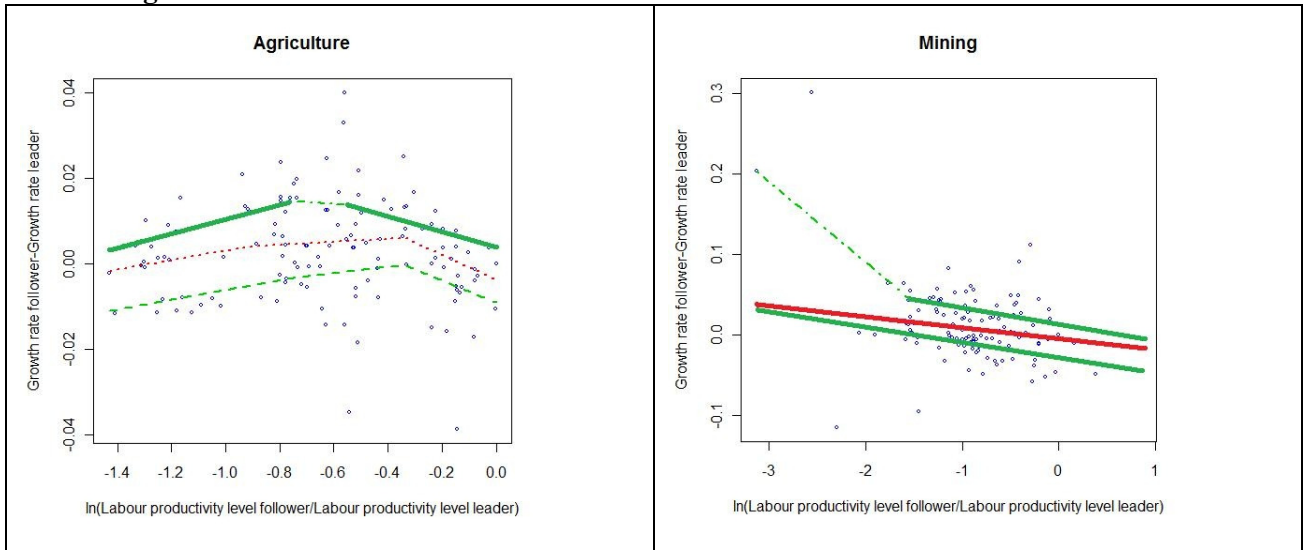 Agriculture
Growth rate follower-Growth rate leader
0.04
0.02
0.00
-0.02
-0.04
-1.4 -1.2 -1.0 -0.8 -0.6 -0.4 -0.2 0.0
ln(Labour productivity level follower/Labour productivity level leader)
Mining
Growth rate follower-Growth rate leader
0.3
0.2
0.1
0.0
-0.1
-3 -2 -1 0 1
ln(Labour productivity level follower/Labour productivity level leader)